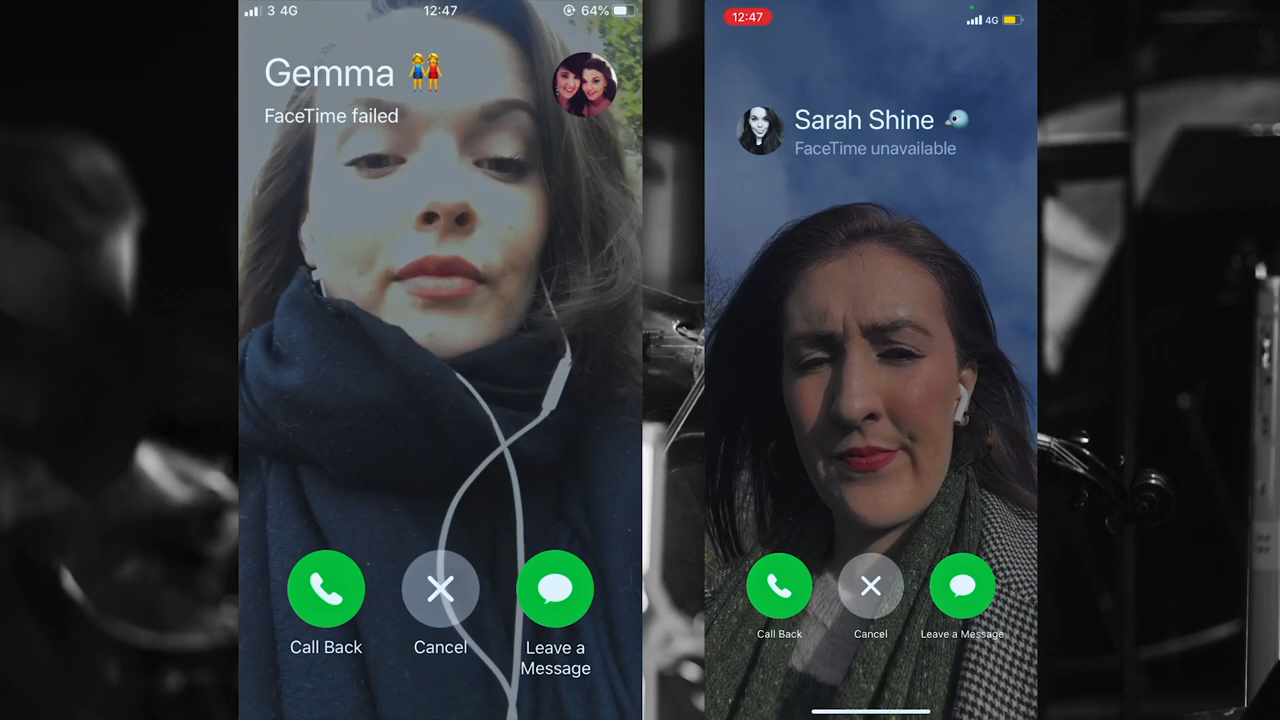 3 4G 12:47 64%
Gemma 👭
FaceTime failed
Call Back
Cancel
Leave a
Message
12:47 4G
Sarah Shine
FaceTime unavailable
Call Back
Cancel
Leave a Message